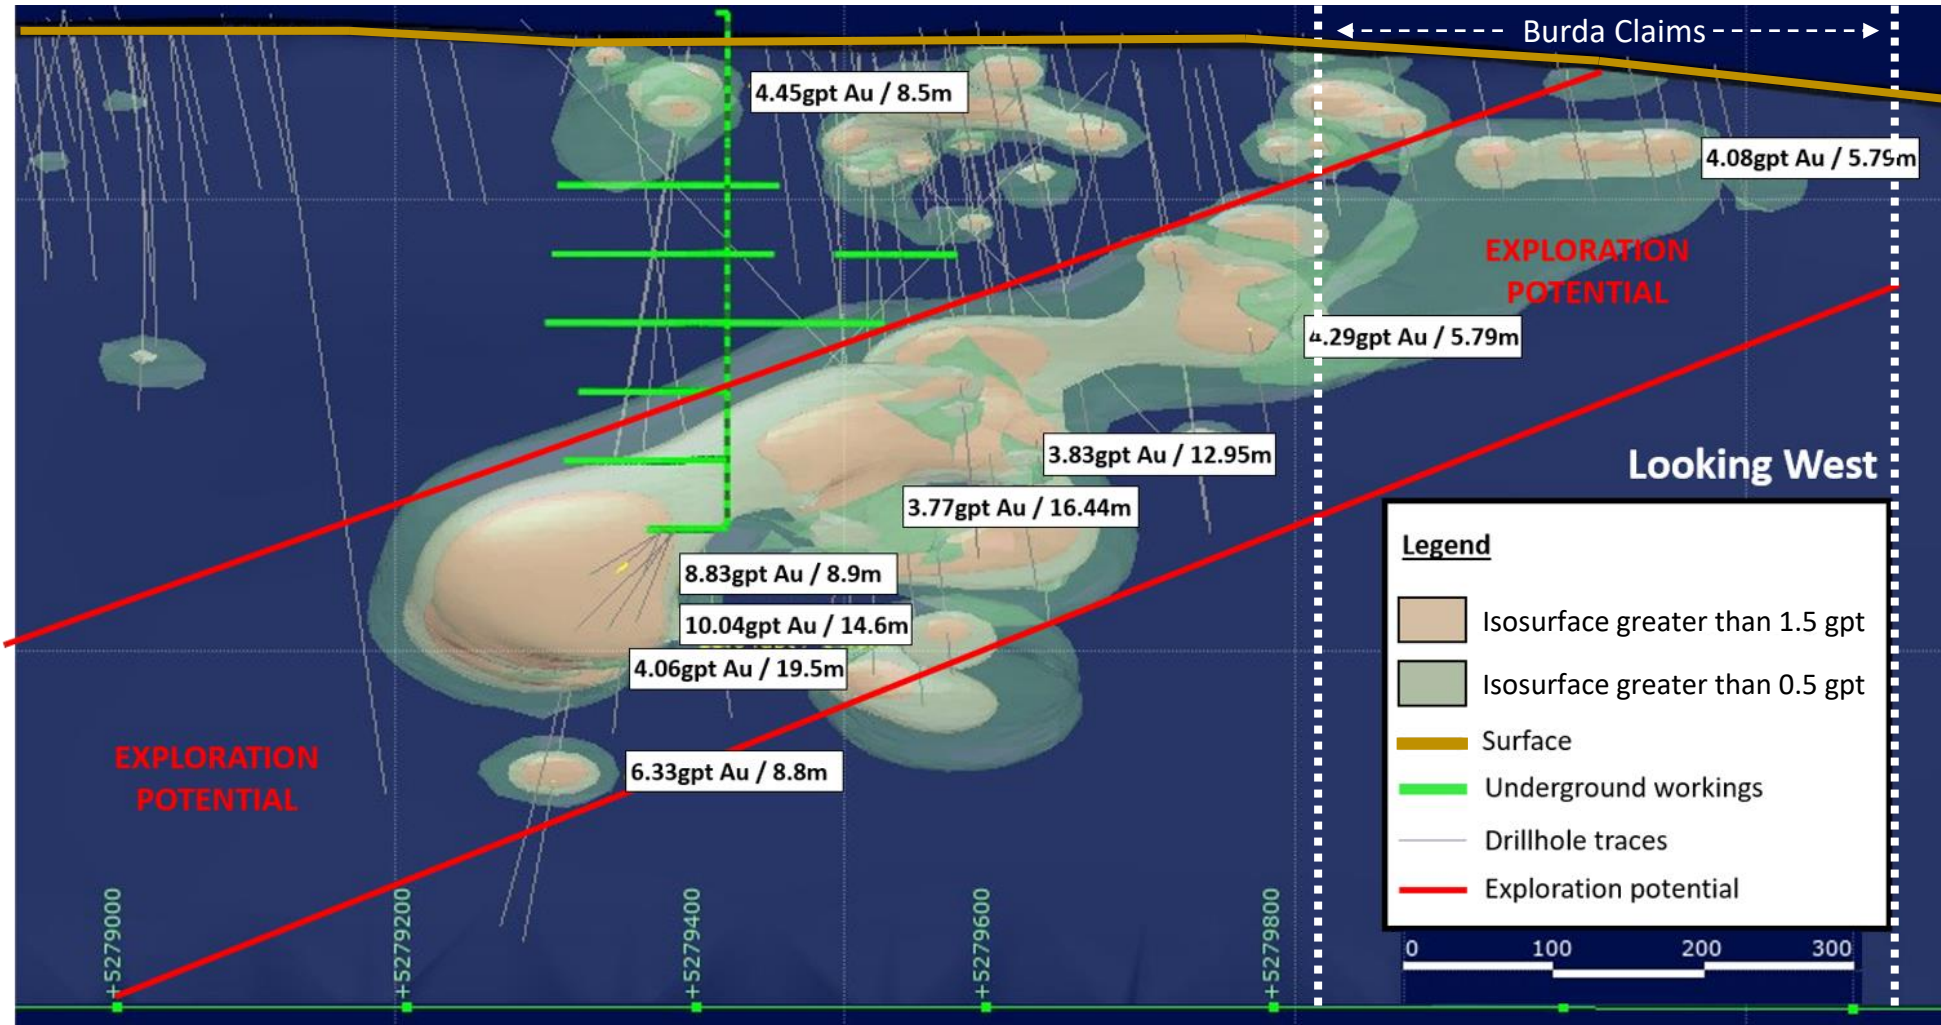 Burda Claims
4.45gpt Au / 8.5m
4.08gpt Au / 5.79m
EXPLORATION
POTENTIAL
4.29gpt Au / 5.79m
3.83gpt Au / 12.95m
Looking West
3.77gpt Au / 16.44m
8.83gpt Au / 8.9m
10.04gpt Au / 14.6m
4.06gpt Au / 19.5m
6.33gpt Au / 8.8m
EXPLORATION
POTENTIAL
Legend
Isosurface greater than 1.5 gpt
Isosurface greater than 0.5 gpt
Surface
Underground workings
Drillhole traces
Exploration potential
0 100 200 300
+5279000
+5279200
+5279400
+5279600
+5279800